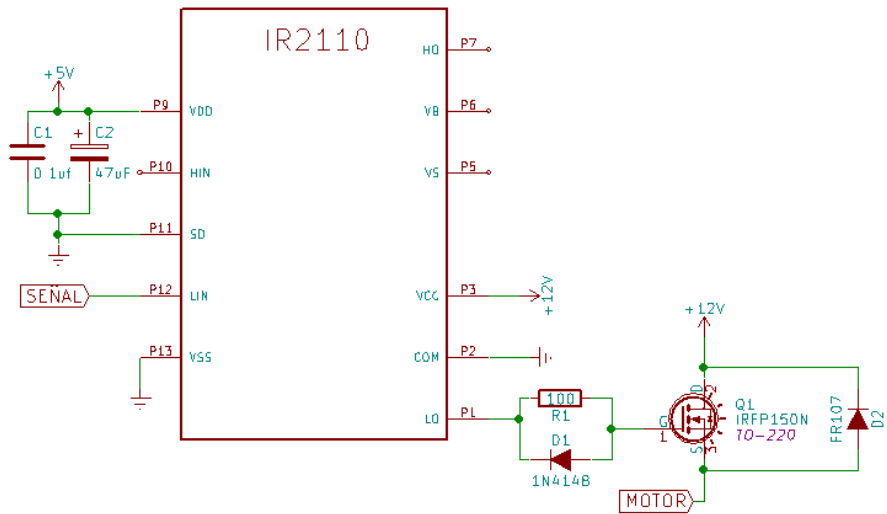 IR2110
+5V
C1
0.1uf
+
C2
47uF
P9
VDD
P10
HIN
P11
SD
SEÑAL
P12
LIN
P13
VSS
HO
P7
VB
P6
VS
P5
VCC
P3
+12V
COM
P2
LO
P1
100
R1
D1
1N4148
+12V
D
2
G
1
S
3
Q1
IRFP150N
TO-220
FR107
D2
MOTOR